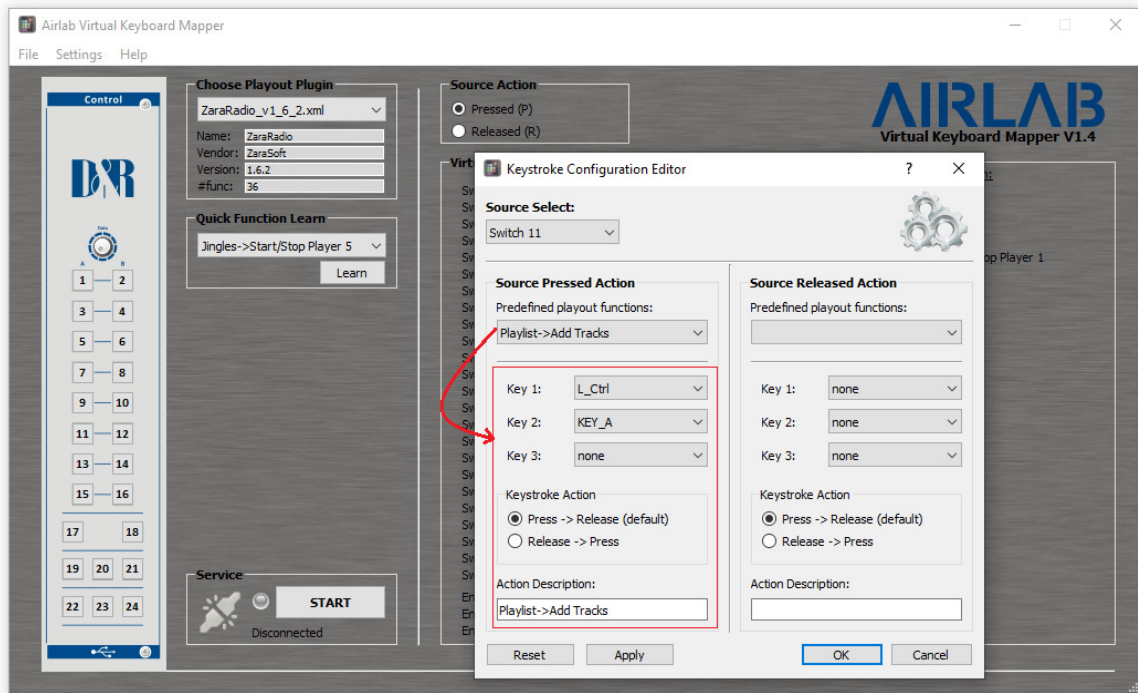 Airlab Virtual Keyboard Mapper
File Settings Help
Control
D&R
Data
A B
1 2
3 4
5 6
7 8
9 10
11 12
13 14
15 16
17 18
19 20 21
22 23 24
Choose Playout Plugin
ZaraRadio_v1_6_2.xml
Name: ZaraRadio
Vendor: ZaraSoft
Version: 1.6.2
#func: 36
Quick Function Learn
Jingles->Start/Stop Player 5
Learn
Service
START
Disconnected
Source Action
Pressed (P)
Released (R)
AIRLAB
Virtual Keyboard Mapper V1.4
Keystroke Configuration Editor
?
Source Select:
Switch 11
Source Pressed Action
Predefined playout functions:
Playlist->Add Tracks
Key 1: L_Ctrl
Key 2: KEY_A
Key 3: none
Keystroke Action
Press -> Release (default)
Release -> Press
Action Description:
Playlist->Add Tracks
Source Released Action
Predefined playout functions:
Key 1: none
Key 2: none
Key 3: none
Keystroke Action
Press -> Release (default)
Release -> Press
Action Description:
Reset Apply OK Cancel
Player 1